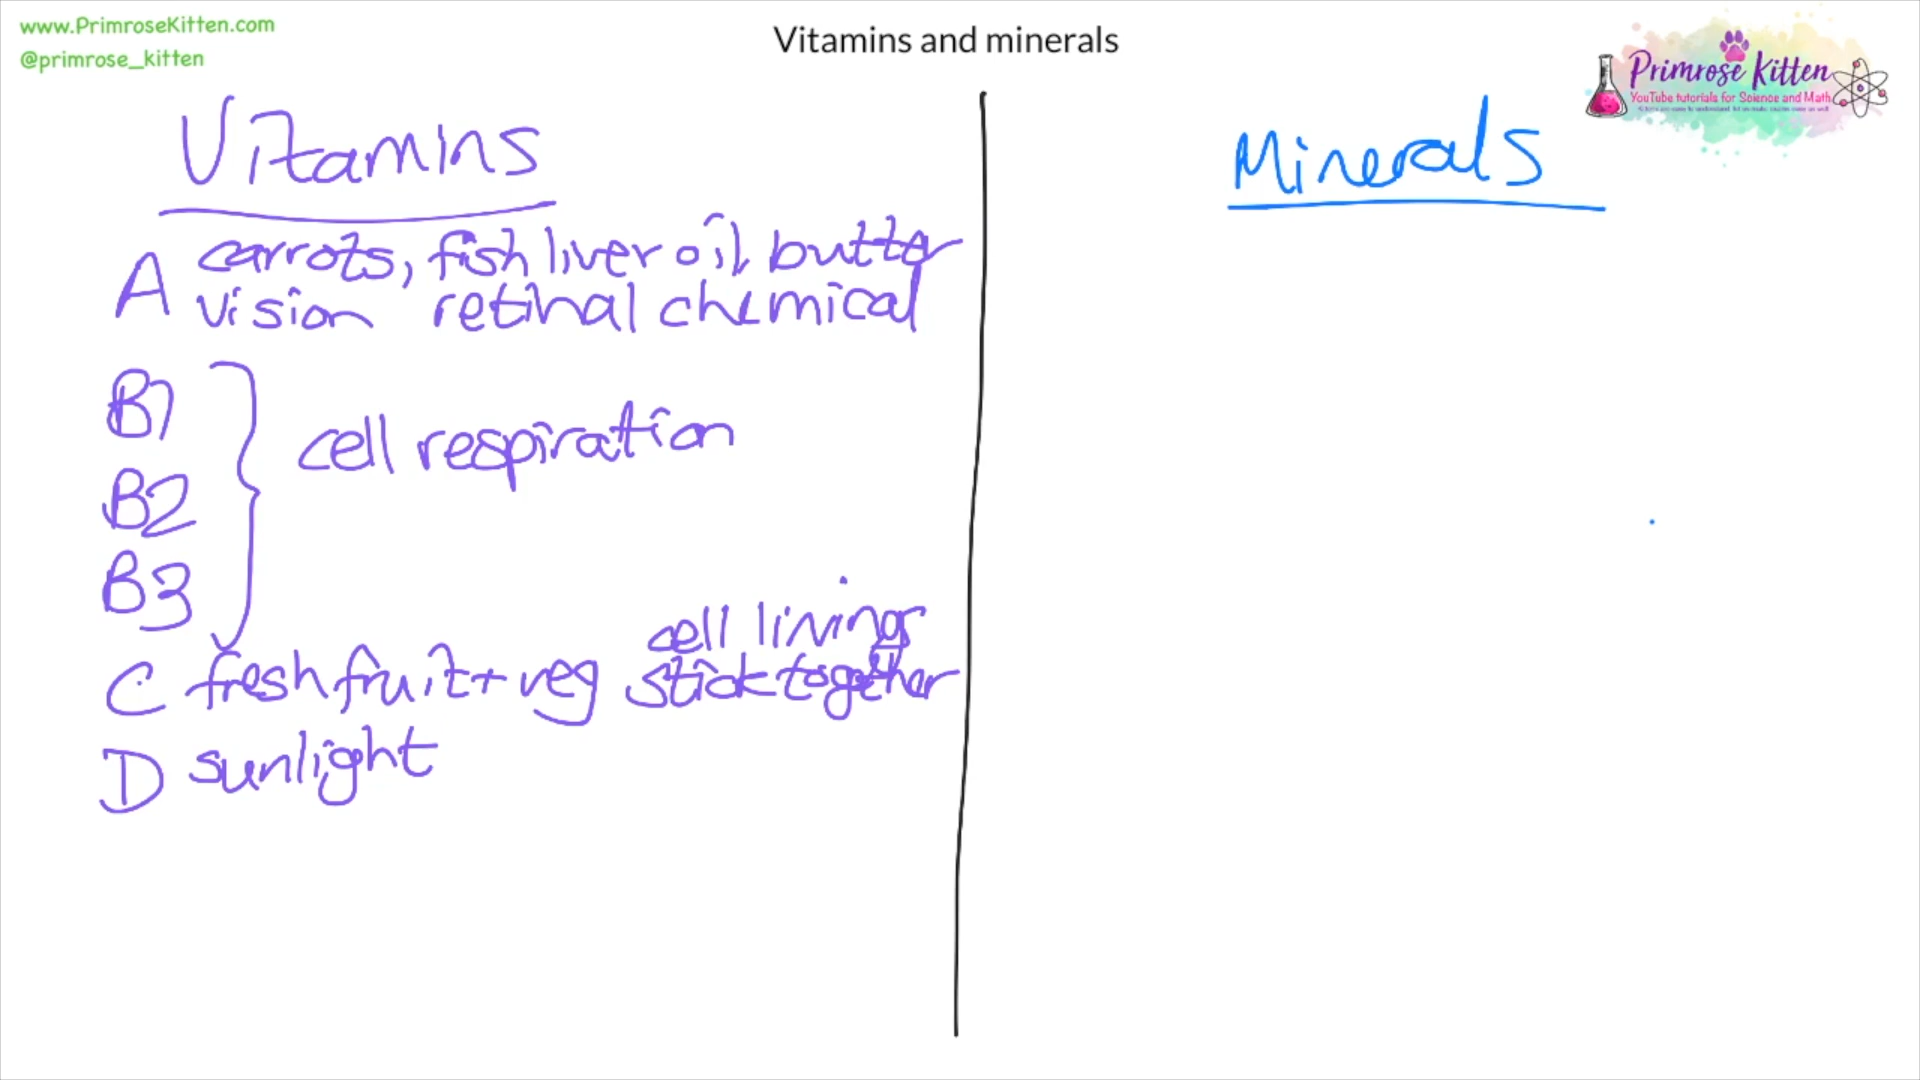 www.PrimroseKitten.com
@primrose_kitten
Vitamins and minerals
Primrose Kitten
YouTube tutorials for Science and Math
Vitamins
A carrots, fish liver oil butter
vision retinal chemical
B1
B2
B3
cell respiration
cell linings
C fresh fruit + veg stick together
D sunlight
Minerals